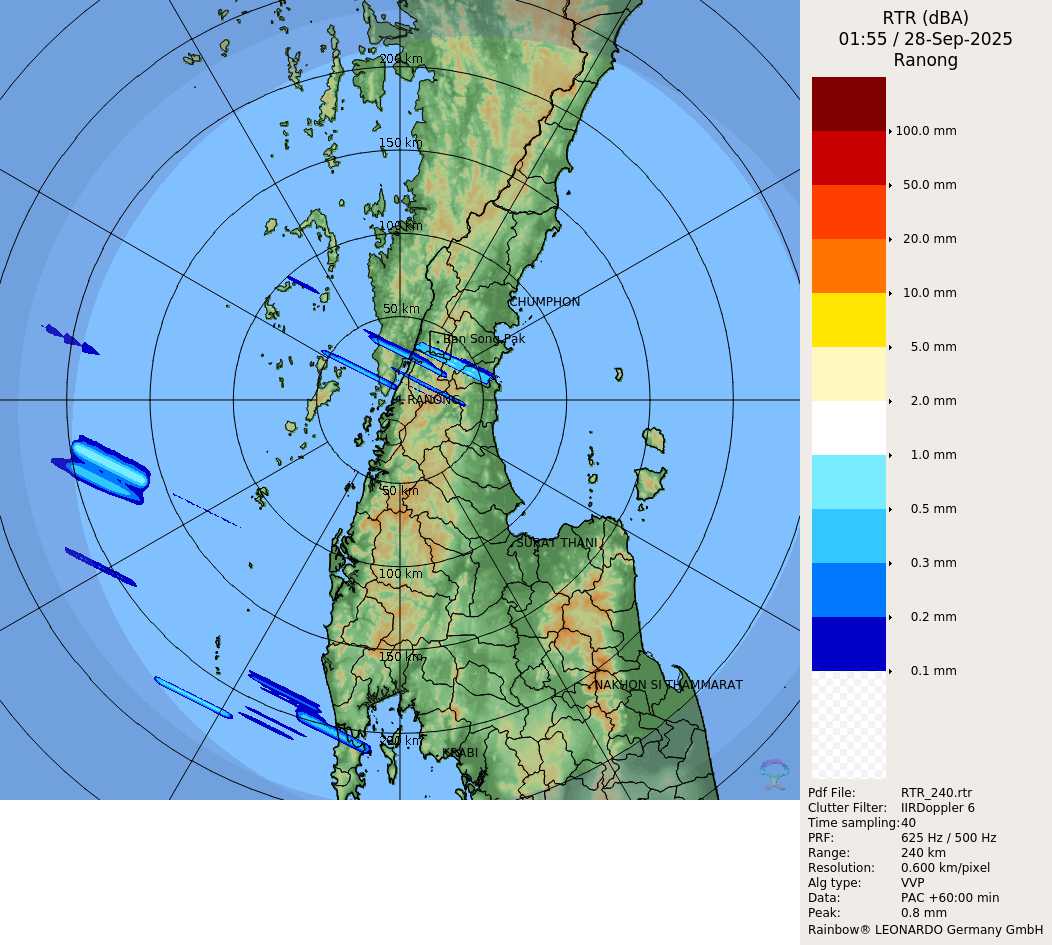 RTR (dBA)
01:55 / 28-Sep-2025
Ranong
200 km
150 km
100 km
50 km
CHUMPHON
Ban Song Pak
RANONG
50 km
SURAT THANI
100 km
150 km
NAKHON SI THAMMARAT
200 km
KRABI
100.0 mm
50.0 mm
20.0 mm
10.0 mm
5.0 mm
2.0 mm
1.0 mm
0.5 mm
0.3 mm
0.2 mm
0.1 mm
Pdf File: RTR_240.rtr
Clutter Filter: IIRDoppler 6
Time sampling: 40
PRF: 625 Hz / 500 Hz
Range: 240 km
Resolution: 0.600 km/pixel
Alg type: VVP
Data: PAC +60:00 min
Peak: 0.8 mm
Rainbow® LEONARDO Germany GmbH